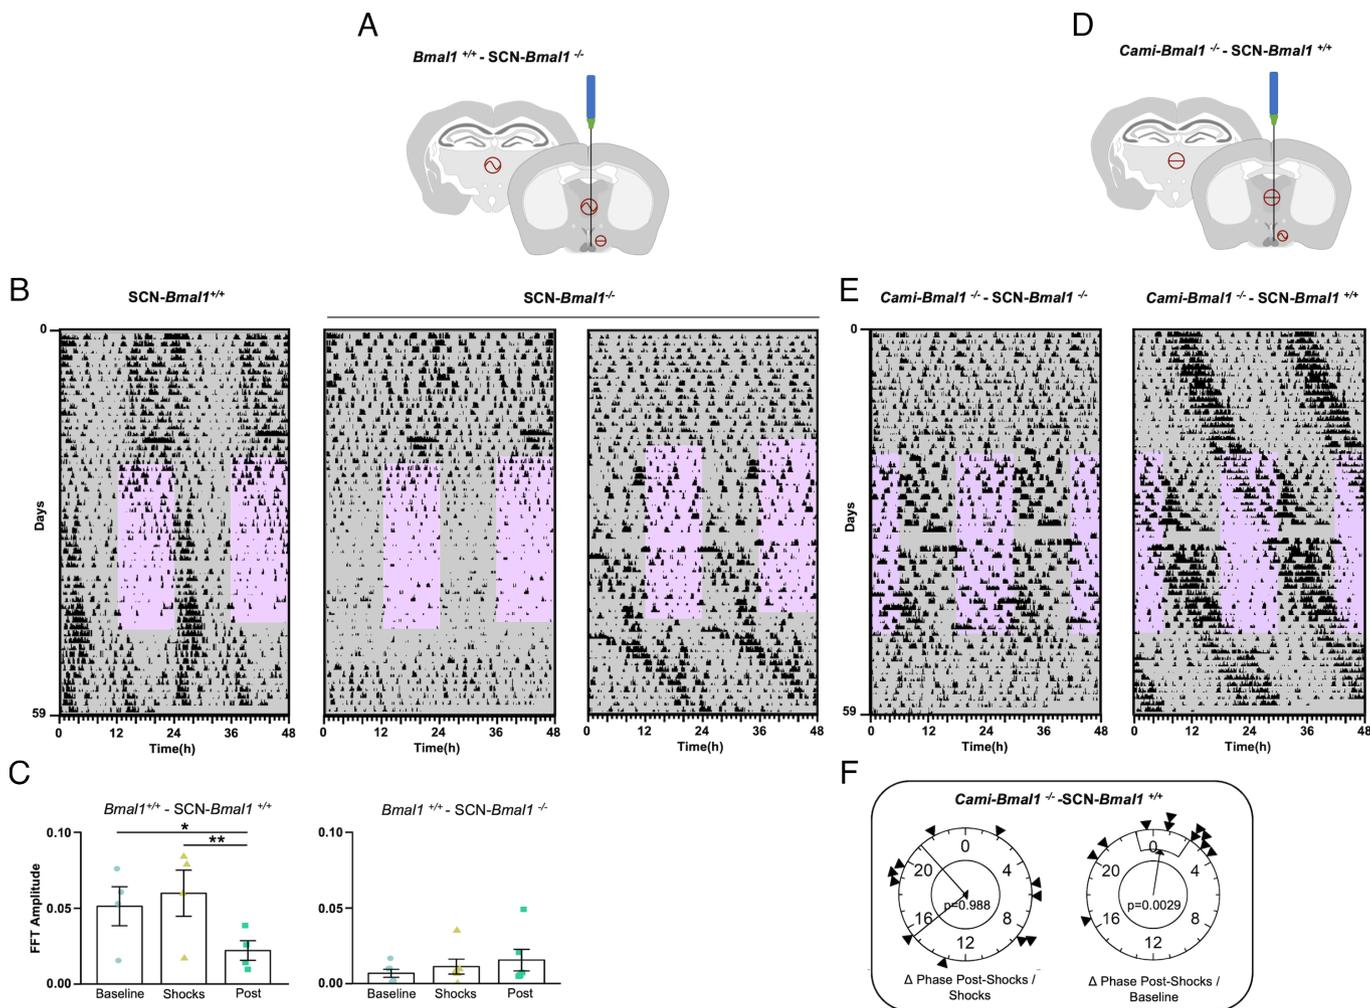 A
Bmal1 +/+ - SCN-Bmal1 -/-
D
Cami-Bmal1 -/- - SCN-Bmal1 +/+
B
SCN-Bmal1+/+
SCN-Bmal1-/-
0
Days
59
0 12 24 36 48
Time(h)
0 12 24 36 48
Time(h)
0 12 24 36 48
Time(h)
E
Cami-Bmal1 -/- - SCN-Bmal1 -/-
Cami-Bmal1 -/- - SCN-Bmal1 +/+
0
Days
59
0 12 24 36 48
Time(h)
0 12 24 36 48
Time(h)
C
Bmal1+/+ - SCN-Bmal1 +/+
FFT Amplitude
0.10
0.05
0.00
*
**
Baseline Shocks Post
Bmal1 +/+ - SCN-Bmal1 -/-
0.10
0.05
0.00
Baseline Shocks Post
F
Cami-Bmal1 -/- -SCN-Bmal1 +/+
0
20 4
p=0.988
16 8
12
Δ Phase Post-Shocks /
Shocks
0
20 4
p=0.0029
16 8
12
Δ Phase Post-Shocks /
Baseline